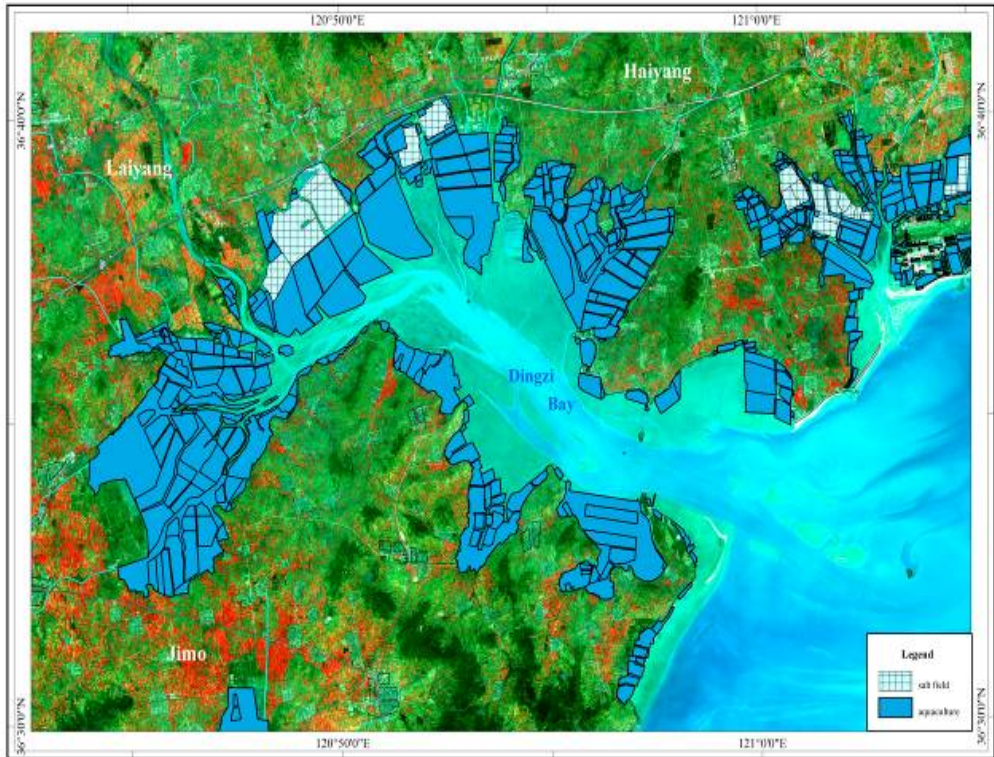 120°50'0"E
121°0'0"E
Haiyang
36°40'0"N
36°40'0"N
Laiyang
Dingzi
Bay
Jimo
Legend
salt field
aquaculture
36°30'0"N
36°30'0"N
120°50'0"E
121°0'0"E